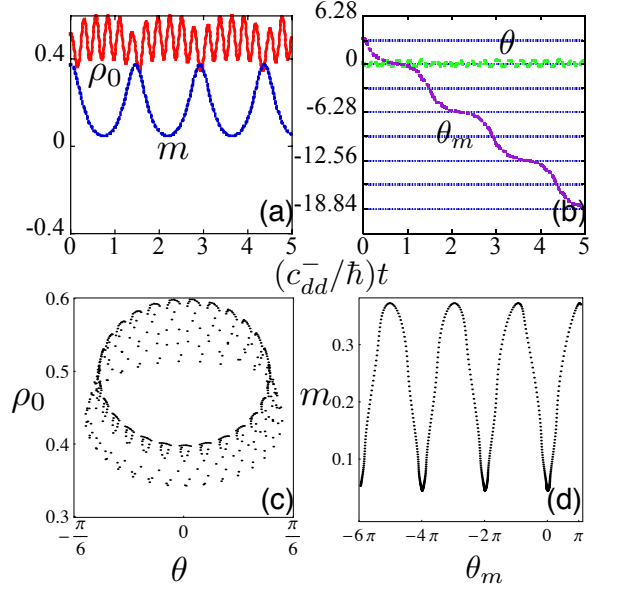 0.4
ρ₀
0
m
-0.4
(a)
0 1 2 3 4 5
6.28
θ
0
-6.28
θₘ
-12.56
-18.84
(b)
0 1 2 3 4 5
(c⁻_dd/ħ)t
0.6
0.5
ρ₀
0.4
0.3
(c)
-π/6 0 π/6
θ
0.3
m
0.2
0.1
(d)
-6π -4π -2π 0 π
θₘ